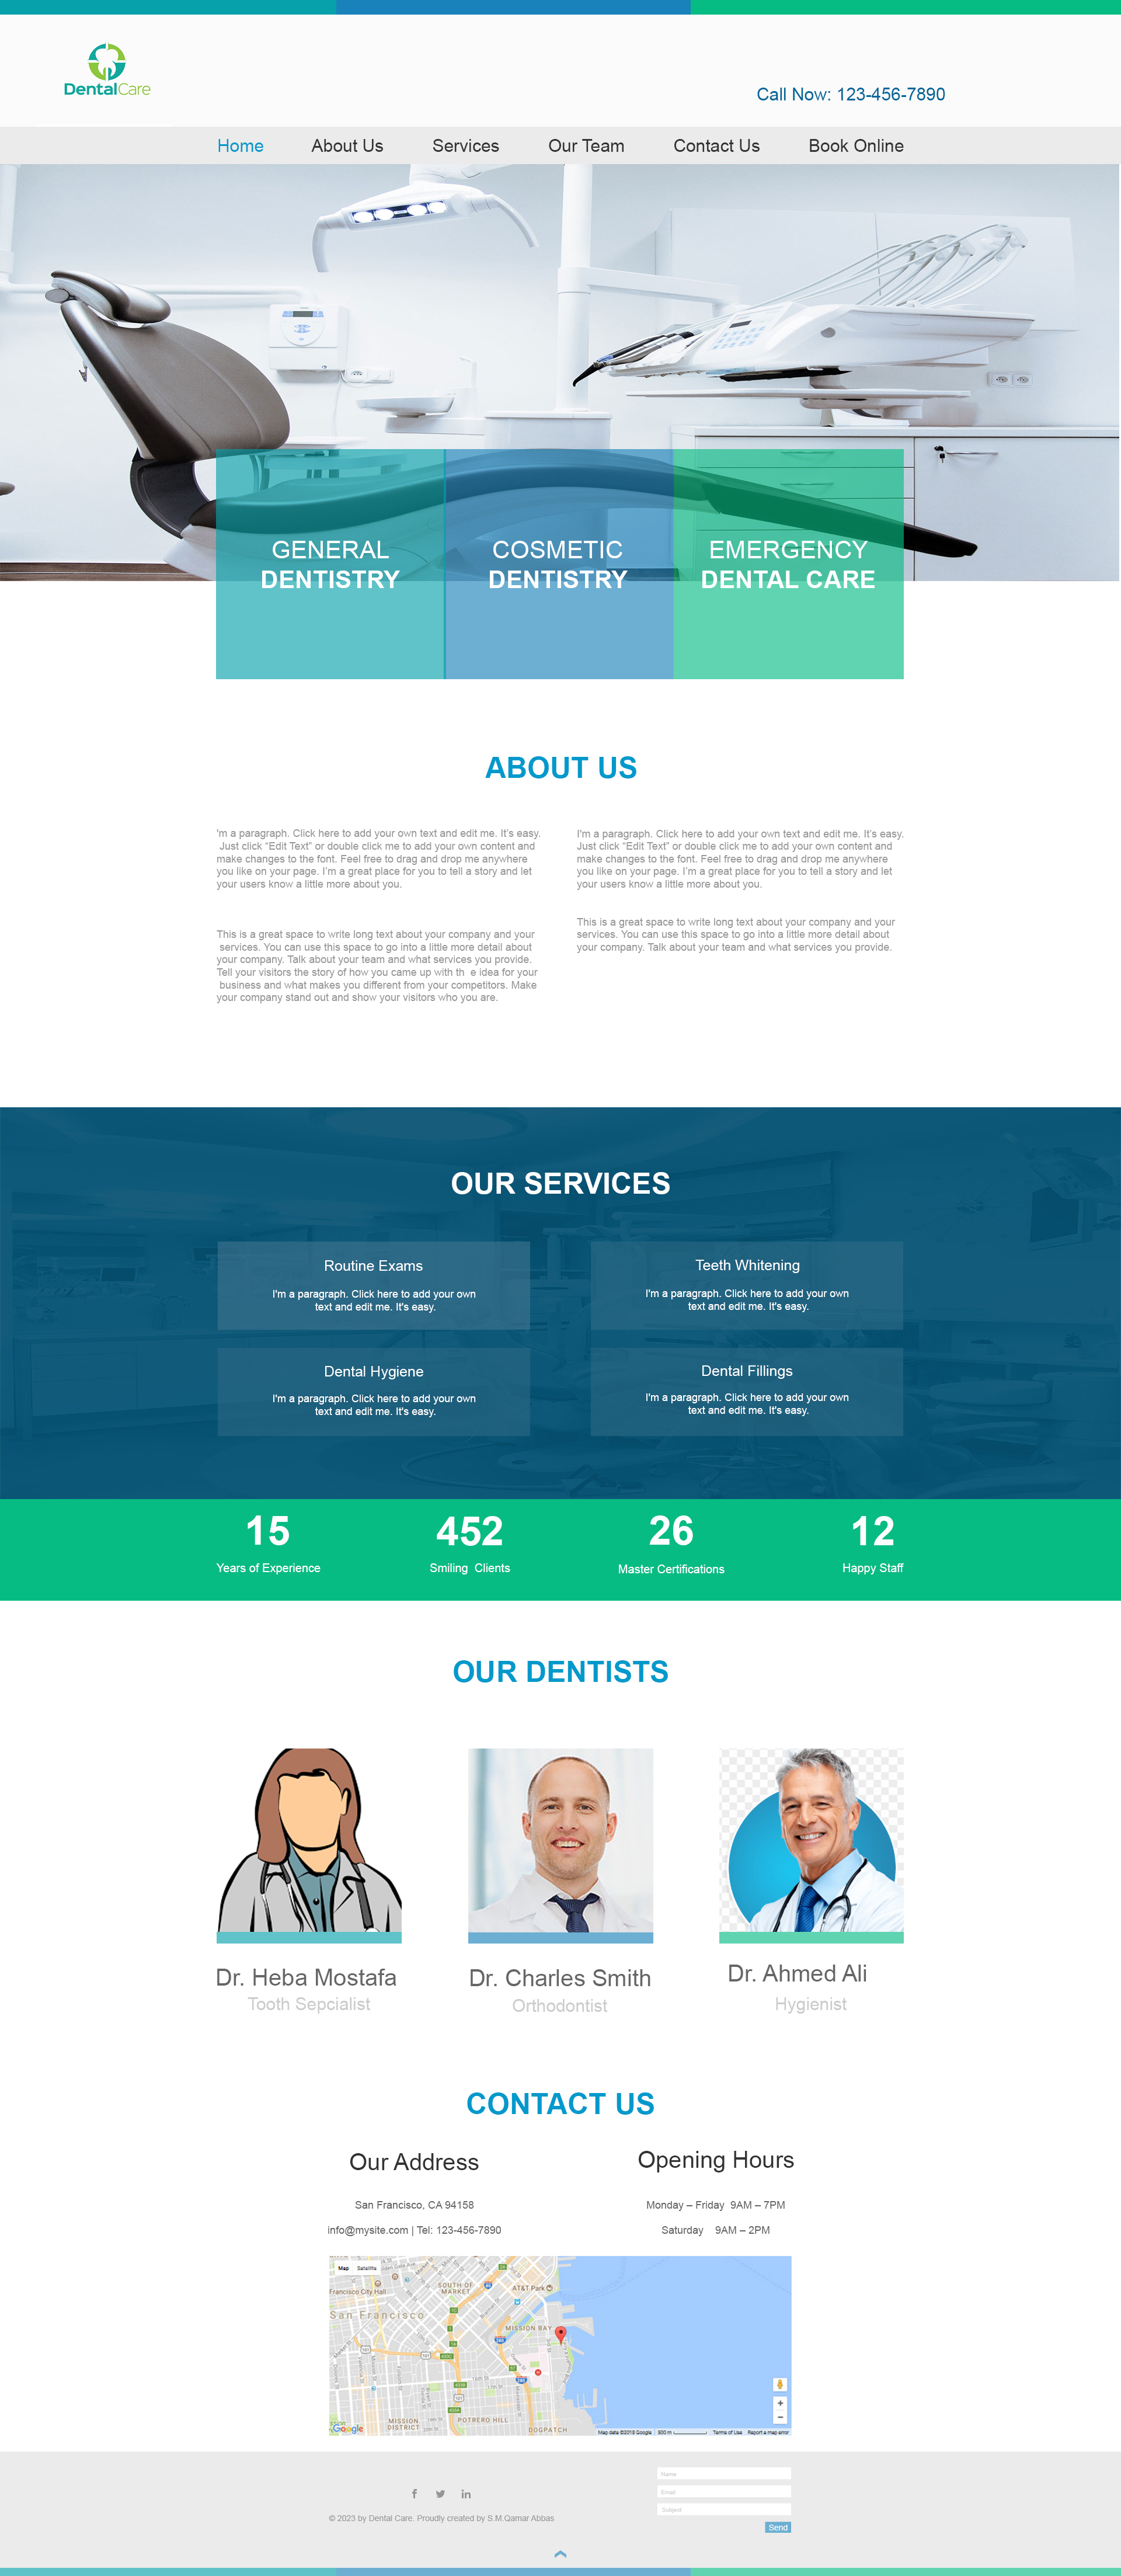 DentalCare
Call Now: 123-456-7890
Home About Us Services Our Team Contact Us Book Online
GENERAL
DENTISTRY
COSMETIC
DENTISTRY
EMERGENCY
DENTAL CARE
ABOUT US
'm a paragraph. Click here to add your own text and edit me. It’s easy.
Just click “Edit Text” or double click me to add your own content and
make changes to the font. Feel free to drag and drop me anywhere
you like on your page. I’m a great place for you to tell a story and let
your users know a little more about you.
This is a great space to write long text about your company and your
services. You can use this space to go into a little more detail about
your company. Talk about your team and what services you provide.
Tell your visitors the story of how you came up with th e idea for your
business and what makes you different from your competitors. Make
your company stand out and show your visitors who you are.
I'm a paragraph. Click here to add your own text and edit me. It’s easy.
Just click “Edit Text” or double click me to add your own content and
make changes to the font. Feel free to drag and drop me anywhere
you like on your page. I’m a great place for you to tell a story and let
your users know a little more about you.
This is a great space to write long text about your company and your
services. You can use this space to go into a little more detail about
your company. Talk about your team and what services you provide.
OUR SERVICES
Routine Exams
I'm a paragraph. Click here to add your own
text and edit me. It's easy.
Teeth Whitening
I'm a paragraph. Click here to add your own
text and edit me. It's easy.
Dental Hygiene
I'm a paragraph. Click here to add your own
text and edit me. It's easy.
Dental Fillings
I'm a paragraph. Click here to add your own
text and edit me. It's easy.
15
Years of Experience
452
Smiling Clients
26
Master Certifications
12
Happy Staff
OUR DENTISTS
Dr. Heba Mostafa
Tooth Sepcialist
Dr. Charles Smith
Orthodontist
Dr. Ahmed Ali
Hygienist
CONTACT US
Our Address
San Francisco, CA 94158
info@mysite.com | Tel: 123-456-7890
Opening Hours
Monday – Friday 9AM – 7PM
Saturday 9AM – 2PM
Map Satellite
Francisco City Hall
San Francisco
SOUTH OF
MARKET
AT&T Park
MISSION BAY
MISSION
DISTRICT
POTRERO HILL
DOGPATCH
Google
Map data ©2018 Google 500 m Terms of Use Report a map error
Name
Email
Subject
Send
© 2023 by Dental Care. Proudly created by S.M.Qamar Abbas